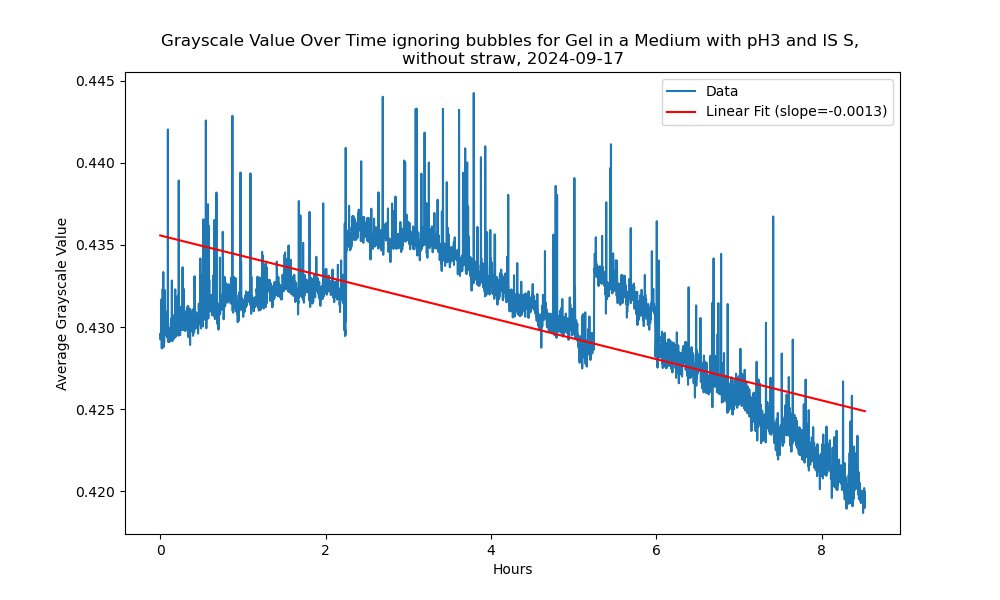 Grayscale Value Over Time ignoring bubbles for Gel in a Medium with pH3 and IS S,
without straw, 2024-09-17
Data
Linear Fit (slope=-0.0013)
Average Grayscale Value
0.445
0.440
0.435
0.430
0.425
0.420
0
2
4
6
8
Hours